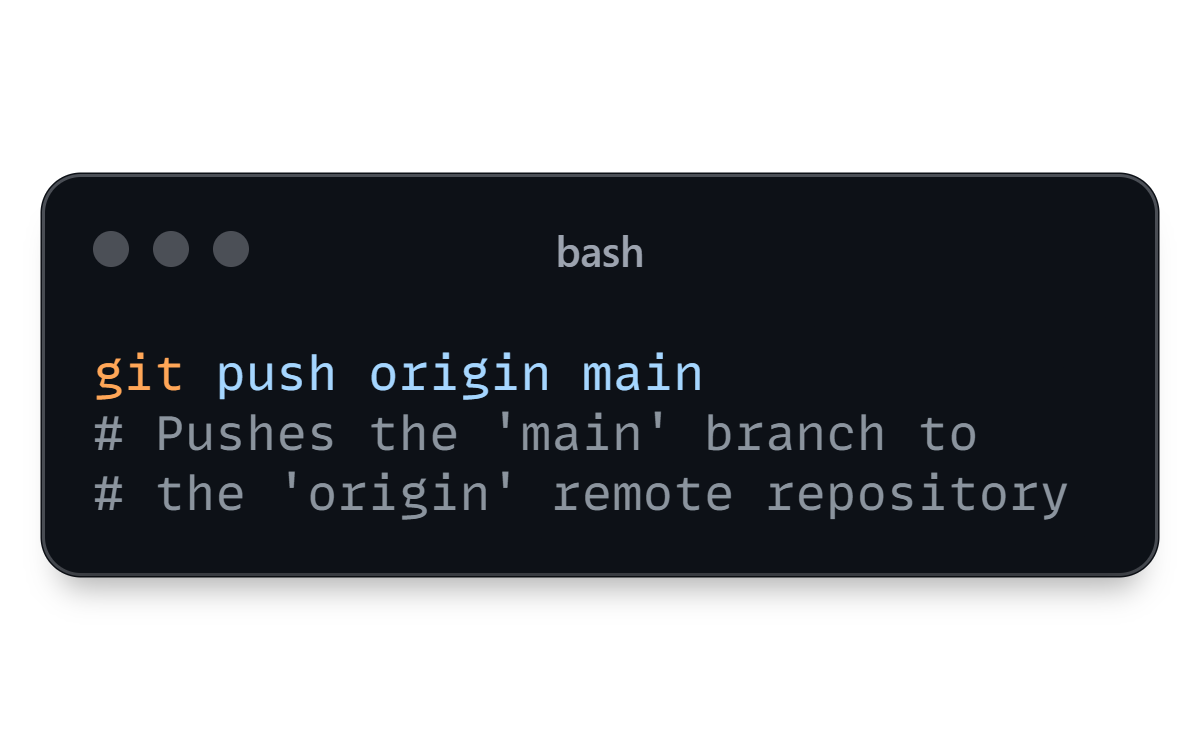 bash
git push origin main
# Pushes the 'main' branch to
# the 'origin' remote repository